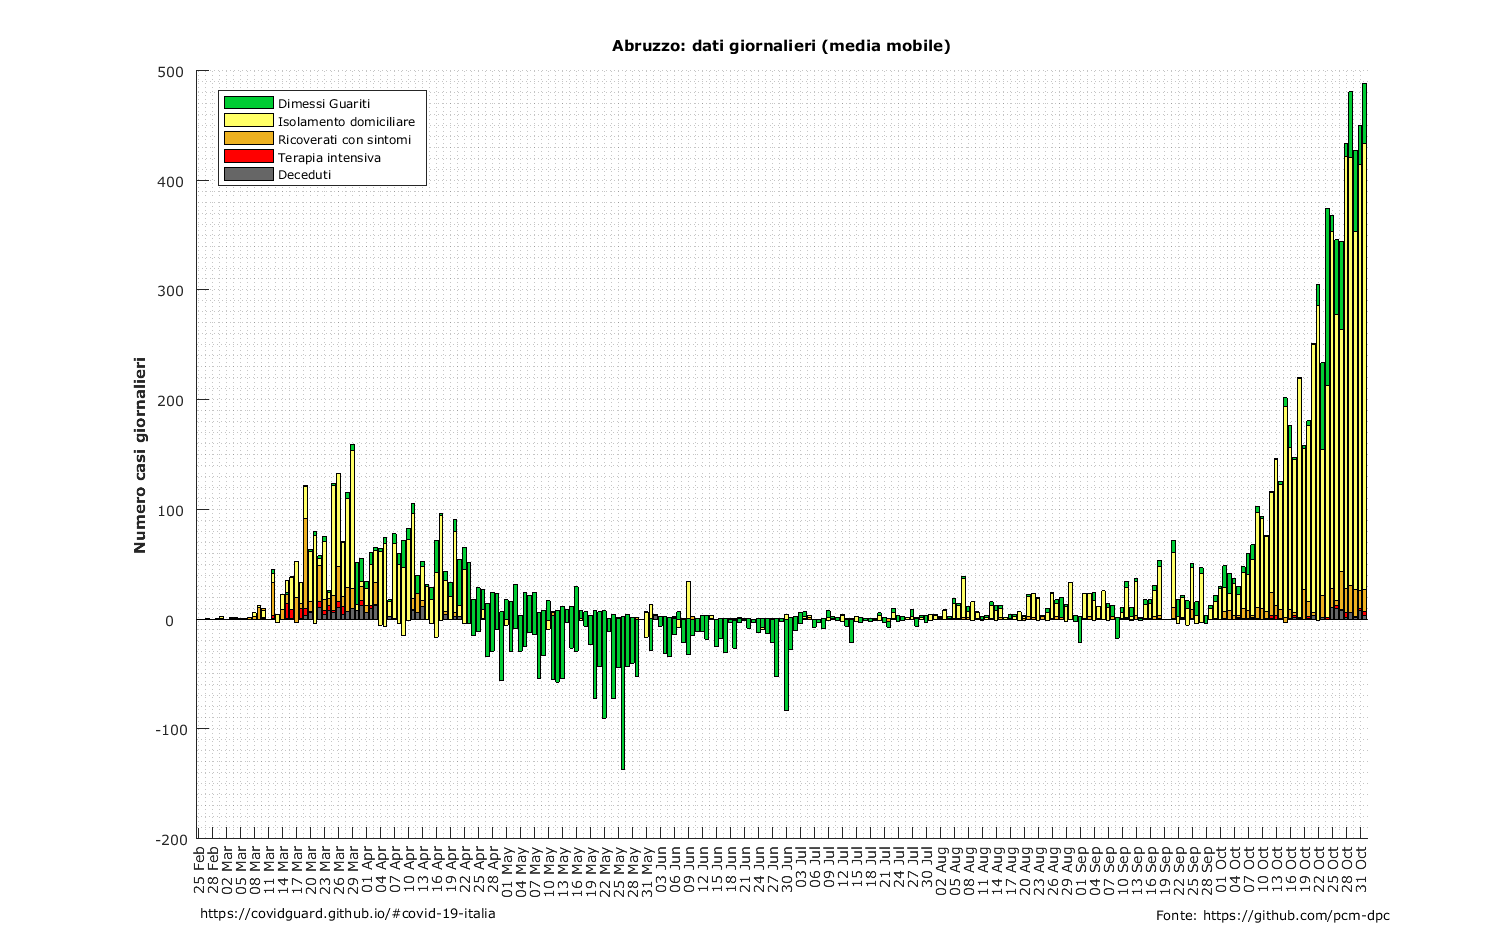 Abruzzo: dati giornalieri (media mobile)
Numero casi giornalieri
500
400
300
200
100
0
-100
-200
Dimessi Guariti
Isolamento domiciliare
Ricoverati con sintomi
Terapia intensiva
Deceduti
25 Feb
28 Feb
02 Mar
05 Mar
08 Mar
11 Mar
14 Mar
17 Mar
20 Mar
23 Mar
26 Mar
29 Mar
01 Apr
04 Apr
07 Apr
10 Apr
13 Apr
16 Apr
19 Apr
22 Apr
25 Apr
28 Apr
01 May
04 May
07 May
10 May
13 May
16 May
19 May
22 May
25 May
28 May
31 May
03 Jun
06 Jun
09 Jun
12 Jun
15 Jun
18 Jun
21 Jun
24 Jun
27 Jun
30 Jun
03 Jul
06 Jul
09 Jul
12 Jul
15 Jul
18 Jul
21 Jul
24 Jul
27 Jul
30 Jul
02 Aug
05 Aug
08 Aug
11 Aug
14 Aug
17 Aug
20 Aug
23 Aug
26 Aug
29 Aug
01 Sep
04 Sep
07 Sep
10 Sep
13 Sep
16 Sep
19 Sep
22 Sep
25 Sep
28 Sep
01 Oct
04 Oct
07 Oct
10 Oct
13 Oct
16 Oct
19 Oct
22 Oct
25 Oct
28 Oct
31 Oct
https://covidguard.github.io/#covid-19-italia
Fonte: https://github.com/pcm-dpc